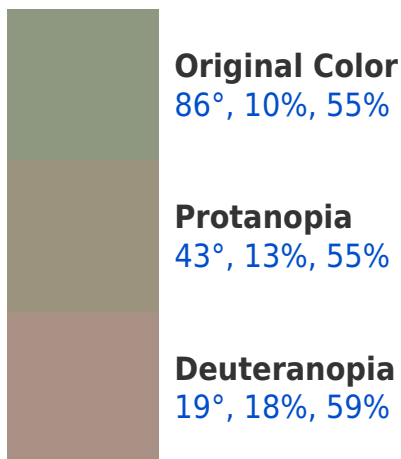 Original Color
86°, 10%, 55%
Protanopia
43°, 13%, 55%
Deuteranopia
19°, 18%, 59%